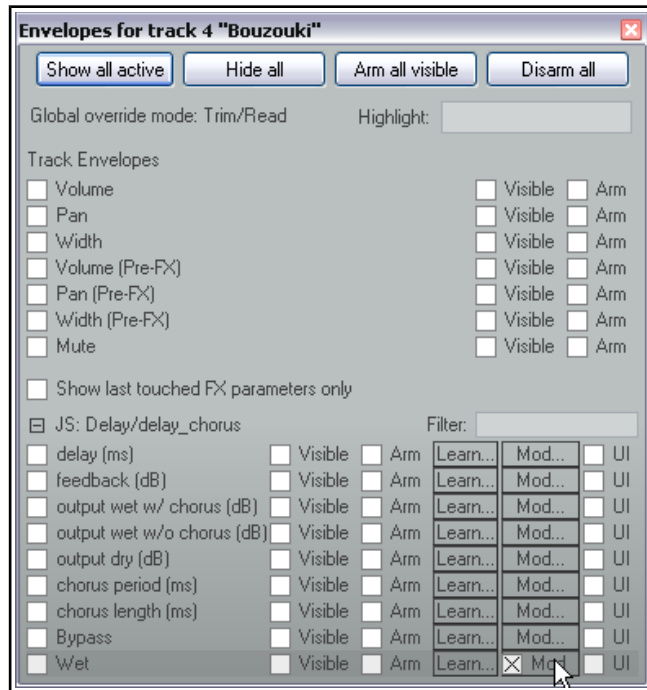 Envelopes for track 4 "Bouzouki"
Show all active Hide all Arm all visible Disarm all
Global override mode: Trim/Read Highlight:
Track Envelopes
Volume Visible Arm
Pan Visible Arm
Width Visible Arm
Volume (Pre-FX) Visible Arm
Pan (Pre-FX) Visible Arm
Width (Pre-FX) Visible Arm
Mute Visible Arm
Show last touched FX parameters only
JS: Delay/delay_chorus Filter:
delay (ms) Visible Arm Learn... Mod... UI
feedback (dB) Visible Arm Learn... Mod... UI
output wet w/ chorus (dB) Visible Arm Learn... Mod... UI
output wet w/o chorus (dB) Visible Arm Learn... Mod... UI
output dry (dB) Visible Arm Learn... Mod... UI
chorus period (ms) Visible Arm Learn... Mod... UI
chorus length (ms) Visible Arm Learn... Mod... UI
Bypass Visible Arm Learn... Mod... UI
Wet Visible Arm Learn... Mod UI